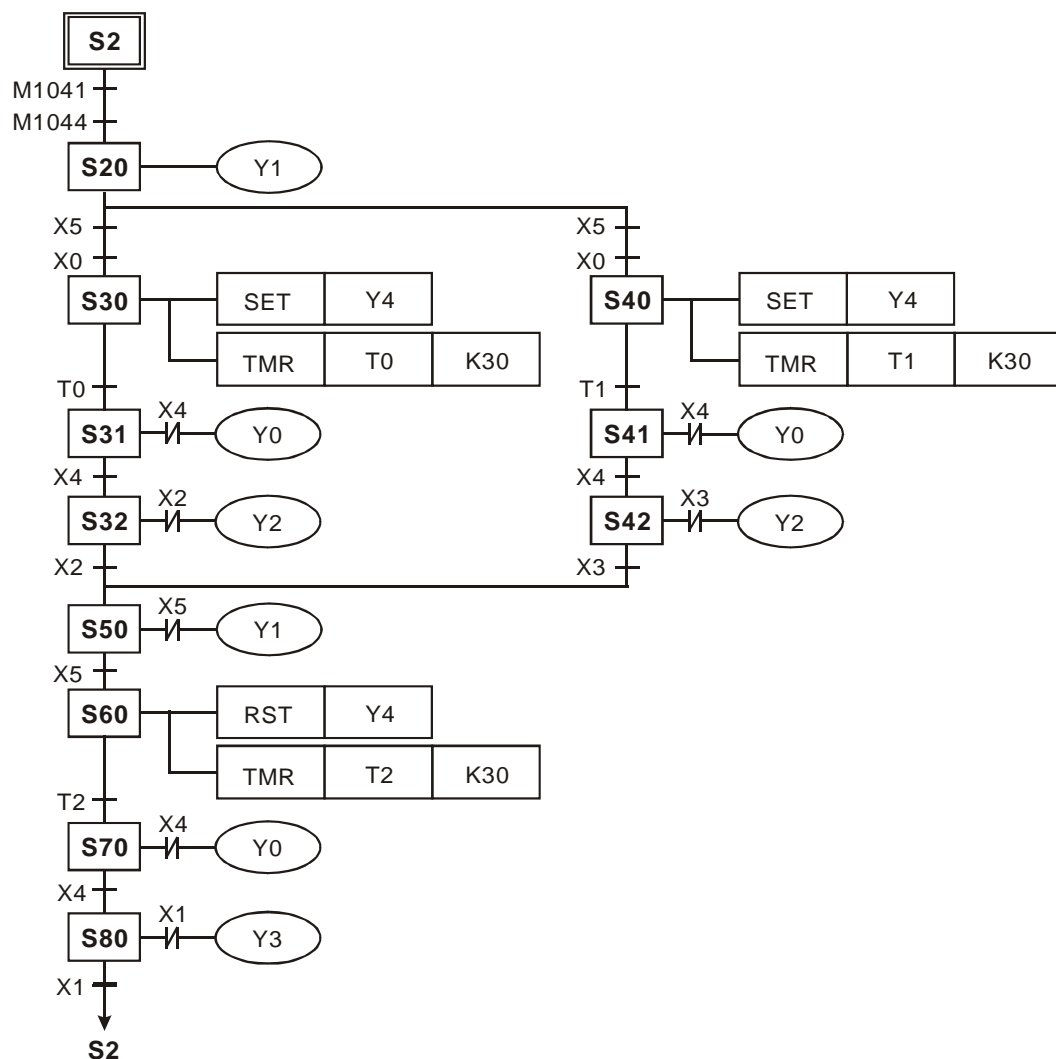 S2
M1041
M1044
S20 Y1
X5 X5
X0 X0
S30 SET Y4 S40 SET Y4
TMR T0 K30 TMR T1 K30
T0 T1
X4 X4
S31 Y0 S41 Y0
X4 X4
X2 X3
S32 Y2 S42 Y2
X2 X3
X5
S50 Y1
X5
S60 RST Y4
TMR T2 K30
T2
X4
S70 Y0
X4
X1
S80 Y3
X1
S2